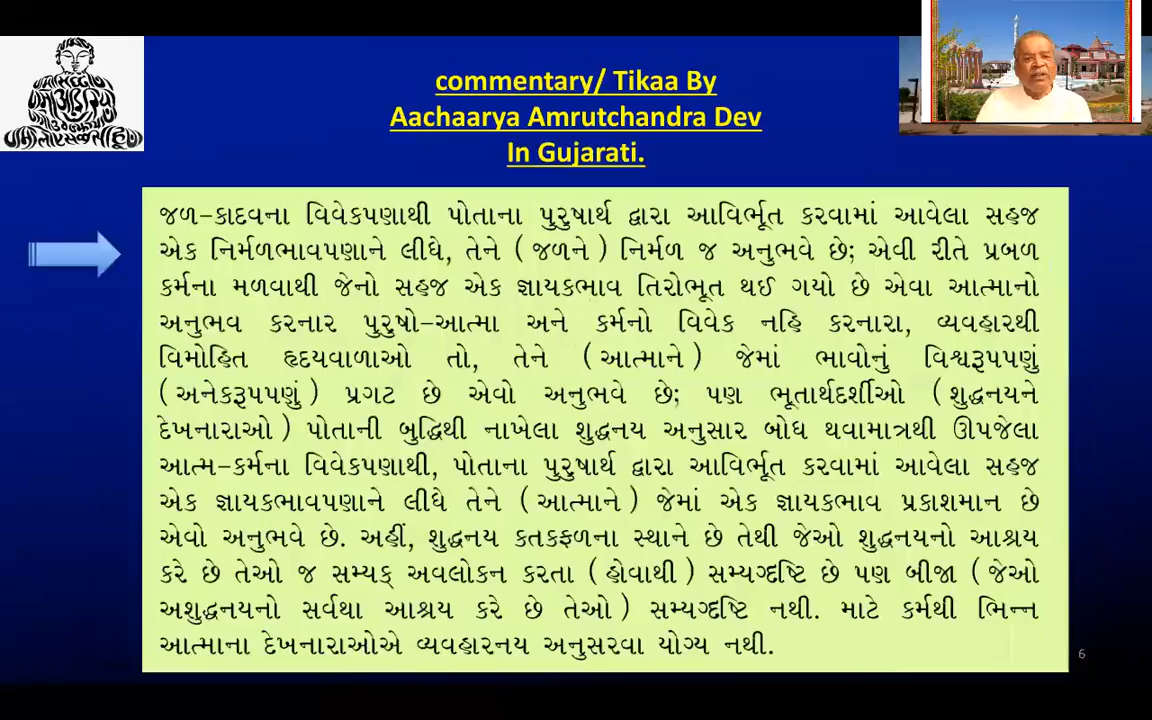 commentary/ Tikaa By
Aachaarya Amrutchandra Dev
In Gujarati.
જળ-કાદવના વિવેકપણાથી પોતાના પુરુષાર્થ દ્વારા આવિર્ભૂત કરવામાં આવેલા સહજ
એક નિર્મળભાવપણાને લીધે, તેને (જળને) નિર્મળ જ અનુભવે છે; એવી રીતે પ્રબળ
કર્મના મળવાથી જેનો સહજ એક જ્ઞાયકભાવ તિરોભૂત થઈ ગયો છે એવા આત્માનો
અનુભવ કરનાર પુરુષો-આત્મા અને કર્મનો વિવેક નહિ કરનારા, વ્યવહારથી
વિમોહિત હૃદયવાળાઓ તો, તેને (આત્માને) જેમાં ભાવોનું વિશ્વરૂપપણું
(અનેકરૂપપણું) પ્રગટ છે એવો અનુભવે છે; પણ ભૂતાર્થદર્શીઓ (શુદ્ધનયને
દેખનારાઓ) પોતાની બુદ્ધિથી નાખેલા શુદ્ધનય અનુસાર બોધ થવામાત્રથી ઊપજેલા
આત્મ-કર્મના વિવેકપણાથી, પોતાના પુરુષાર્થ દ્વારા આવિર્ભૂત કરવામાં આવેલા સહજ
એક જ્ઞાયકભાવપણાને લીધે તેને (આત્માને) જેમાં એક જ્ઞાયકભાવ પ્રકાશમાન છે
એવો અનુભવે છે. અહીં, શુદ્ધનય કતકફળના સ્થાને છે તેથી જેઓ શુદ્ધનયનો આશ્રય
કરે છે તેઓ જ સમ્યક્ અવલોકન કરતા (હોવાથી) સમ્યગ્દષ્ટિ છે પણ બીજા (જેઓ
અશુદ્ધનયનો સર્વથા આશ્રય કરે છે તેઓ) સમ્યગ્દષ્ટિ નથી. માટે કર્મથી ભિન્ન
આત્માના દેખનારાઓએ વ્યવહારનય અનુસરવા યોગ્ય નથી.
6